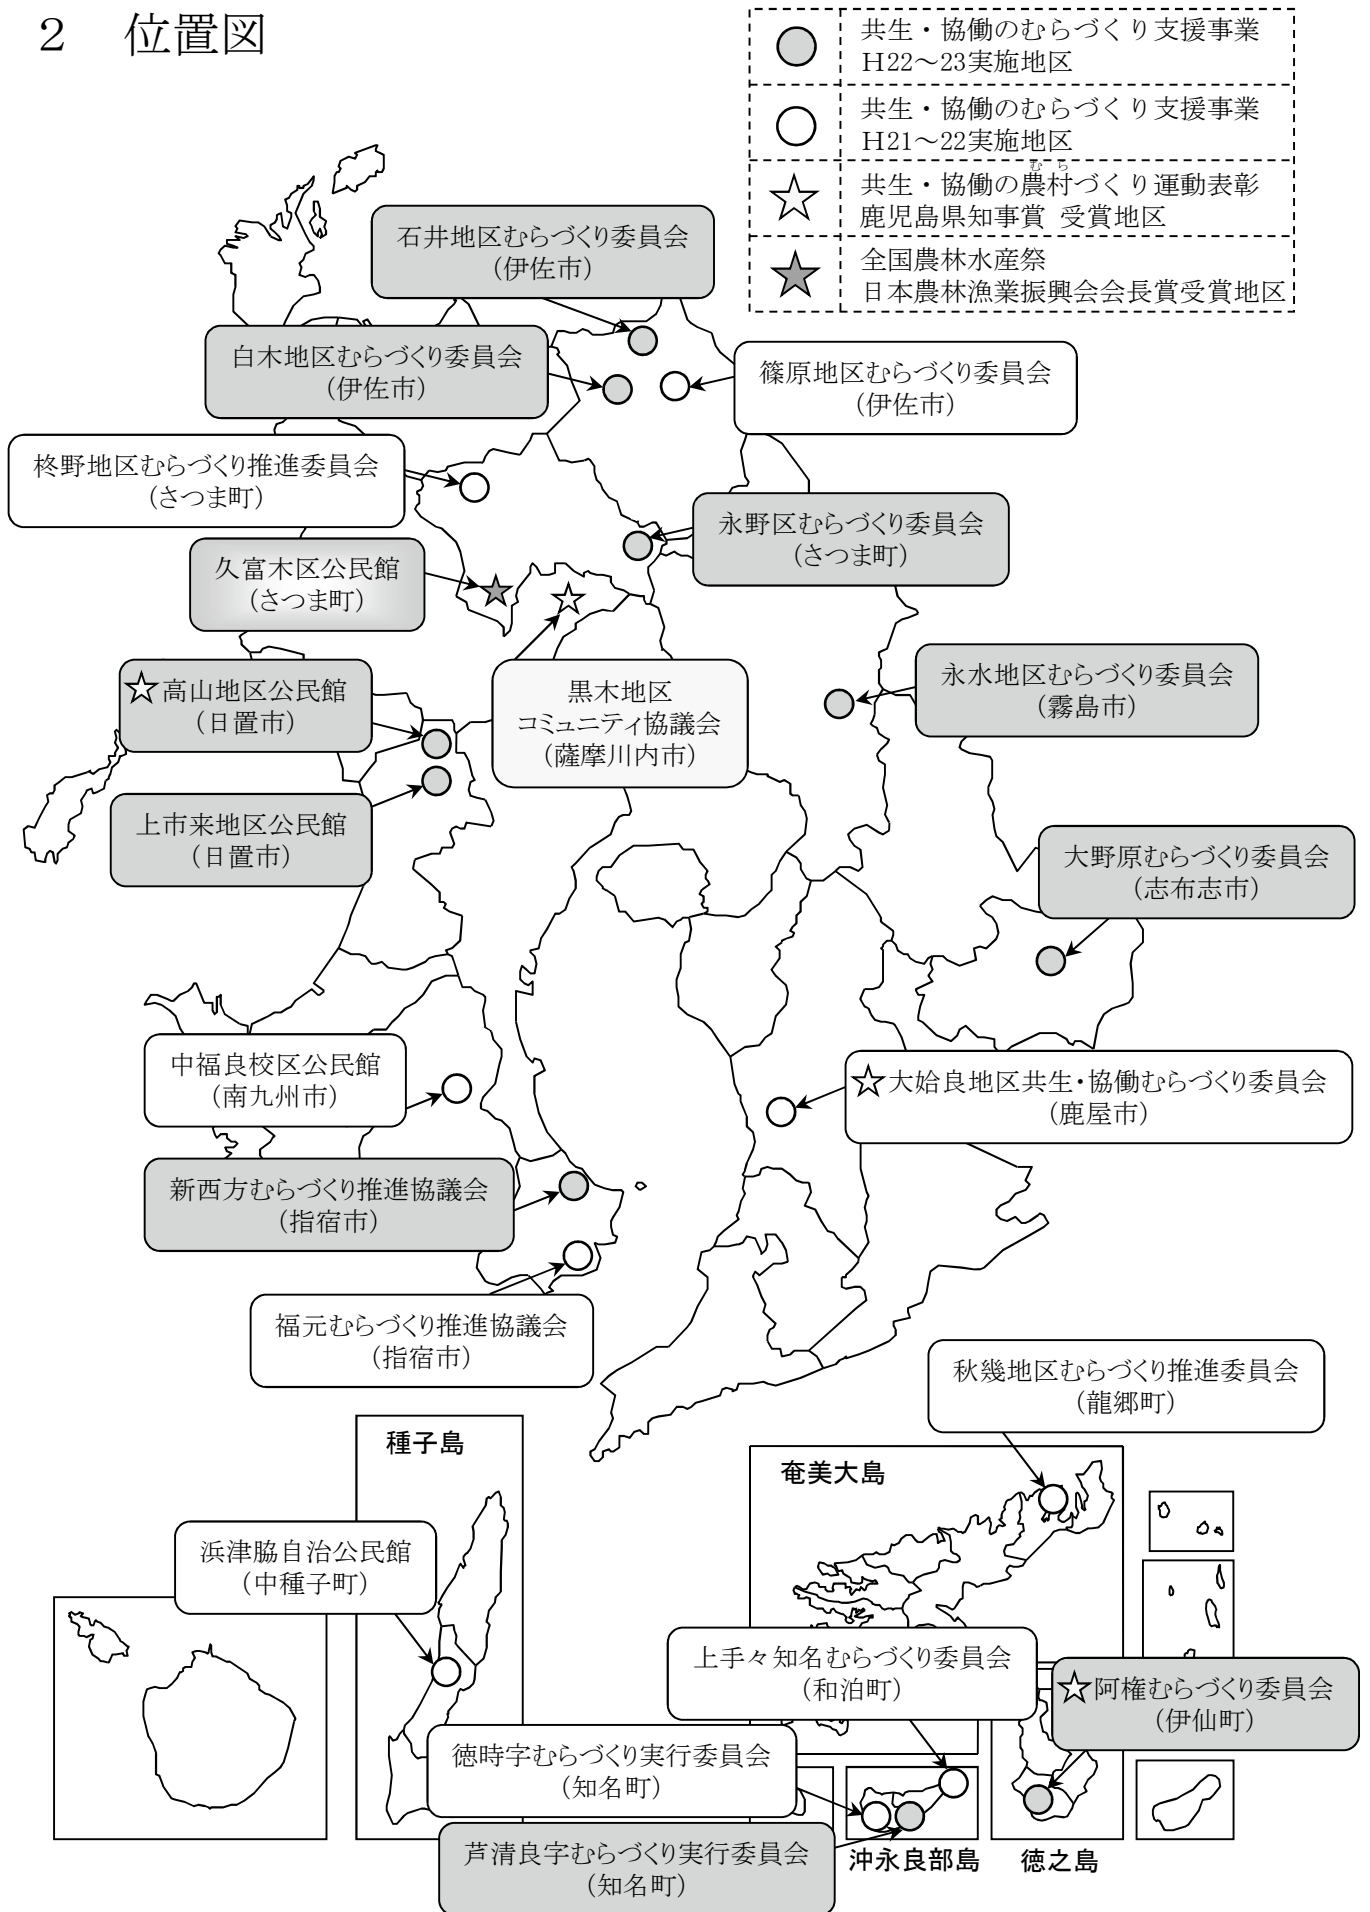 ２　位置図
共生・協働のむらづくり支援事業
H22～23実施地区
共生・協働のむらづくり支援事業
H21～22実施地区
むら
共生・協働の農村づくり運動表彰
鹿児島県知事賞 受賞地区
全国農林水産祭
日本農林漁業振興会会長賞受賞地区
石井地区むらづくり委員会
（伊佐市）
白木地区むらづくり委員会
（伊佐市）
篠原地区むらづくり委員会
（伊佐市）
柊野地区むらづくり推進委員会
（さつま町）
永野区むらづくり委員会
（さつま町）
久富木区公民館
（さつま町）
☆高山地区公民館
（日置市）
黒木地区
コミュニティ協議会
（薩摩川内市）
永水地区むらづくり委員会
（霧島市）
上市来地区公民館
（日置市）
大野原むらづくり委員会
（志布志市）
中福良校区公民館
（南九州市）
☆大姶良地区共生・協働むらづくり委員会
（鹿屋市）
新西方むらづくり推進協議会
（指宿市）
福元むらづくり推進協議会
（指宿市）
秋幾地区むらづくり推進委員会
（龍郷町）
種子島
奄美大島
浜津脇自治公民館
（中種子町）
上手々知名むらづくり委員会
（和泊町）
☆阿権むらづくり委員会
（伊仙町）
徳時字むらづくり実行委員会
（知名町）
芦清良字むらづくり実行委員会
（知名町）
沖永良部島
徳之島